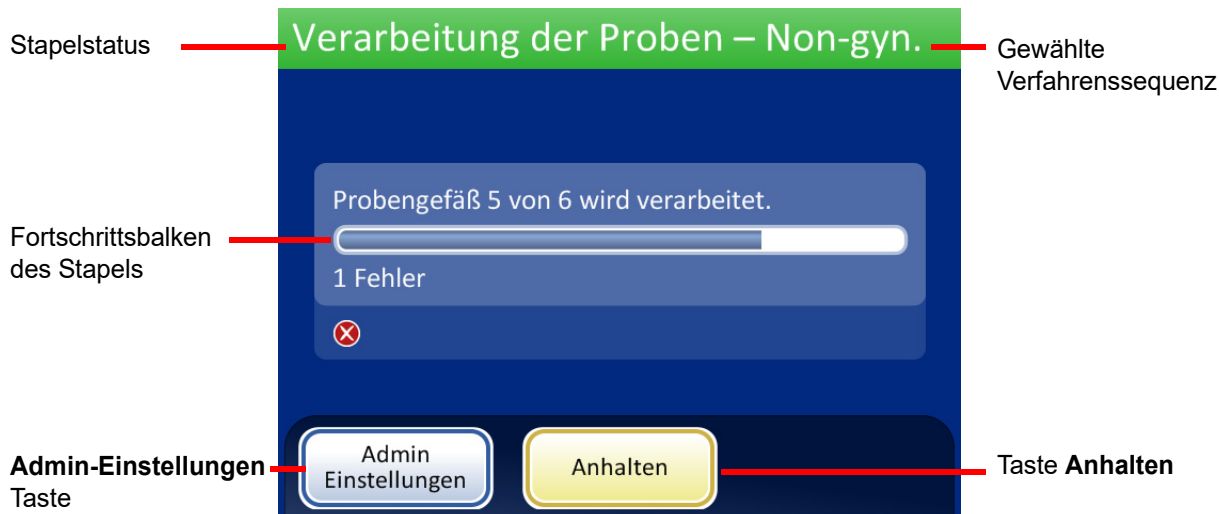 Stapelstatus
Verarbeitung der Proben – Non-gyn.
Gewählte
Verfahrenssequenz
Probengefäß 5 von 6 wird verarbeitet.
Fortschrittsbalken
des Stapels
1 Fehler
Admin-Einstellungen
Taste
Admin
Einstellungen
Anhalten
Taste Anhalten